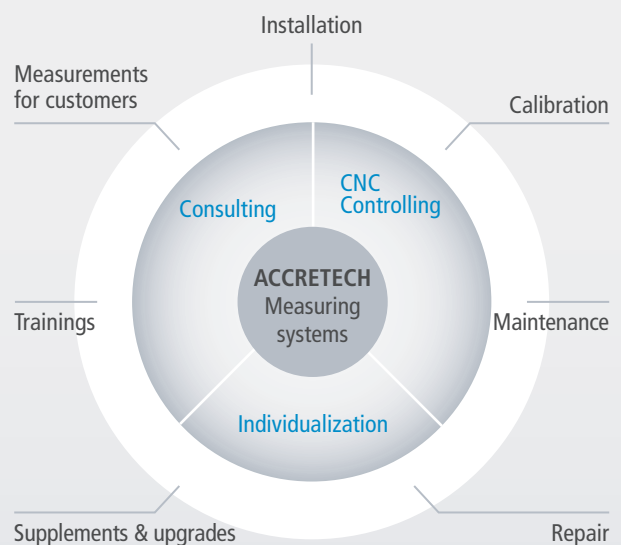 Installation
Measurements
for customers
Calibration
Consulting
CNC
Controlling
ACCRETECH
Measuring
systems
Trainings
Maintenance
Individualization
Supplements & upgrades
Repair